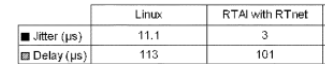 Linux RTAI with RTnet
Jitter (µs) 11.1 3
Delay (µs) 113 101